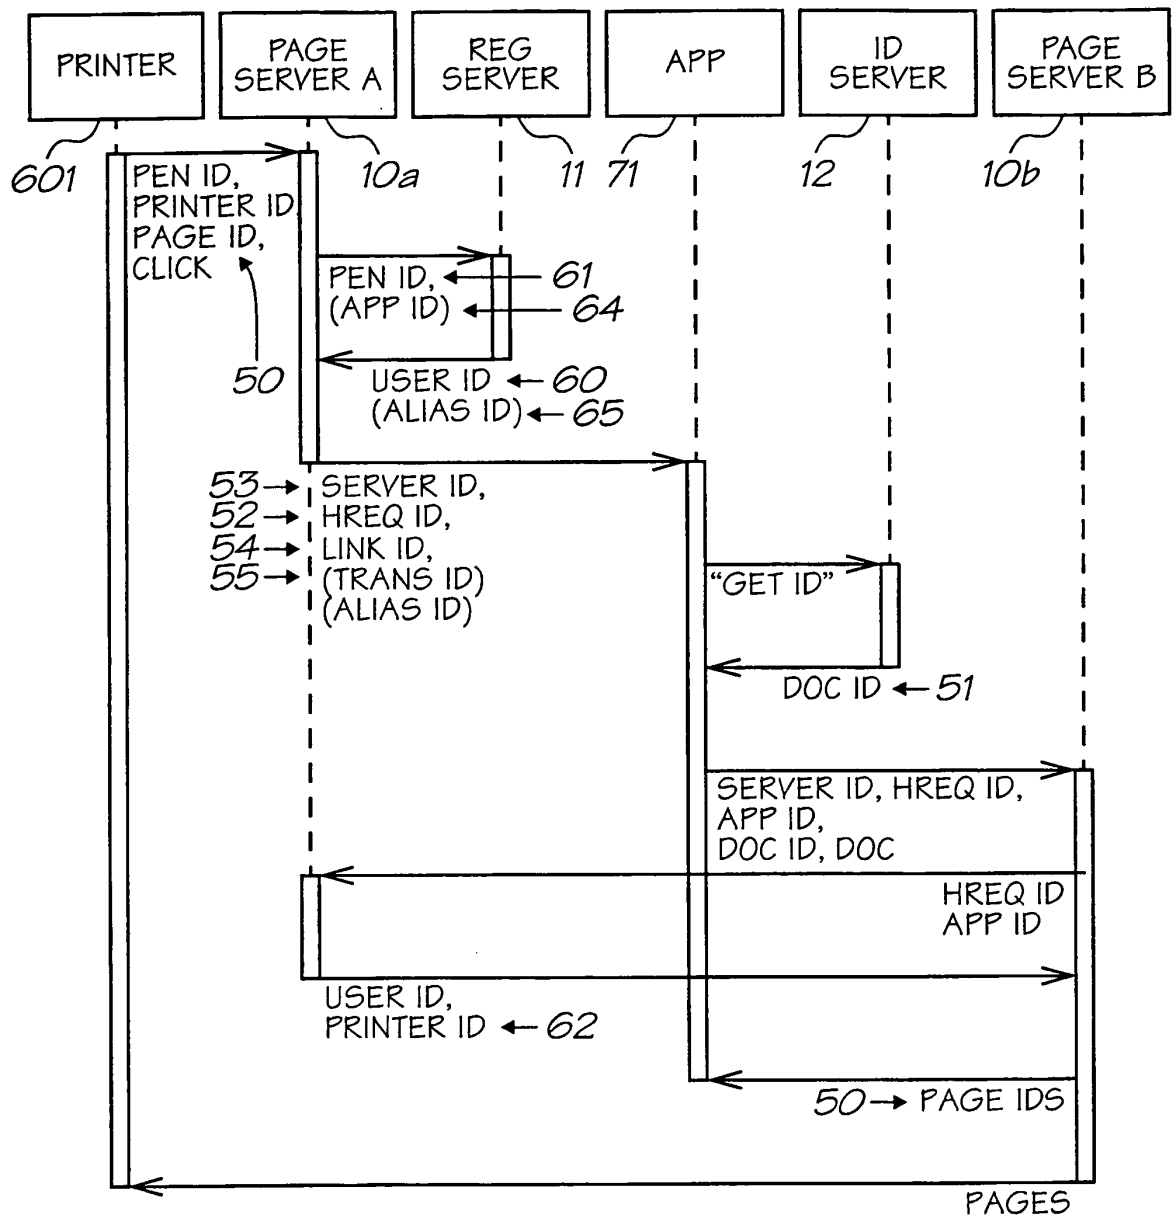 PRINTER
PAGE
SERVER A
REG
SERVER
APP
ID
SERVER
PAGE
SERVER B
601
10a
11
71
12
10b
PEN ID,
PRINTER ID,
PAGE ID,
CLICK
50
PEN ID, 61
(APP ID) 64
USER ID 60
(ALIAS ID) 65
53 SERVER ID,
52 HREQ ID,
54 LINK ID,
55 (TRANS ID)
(ALIAS ID)
“GET ID”
DOC ID 51
SERVER ID, HREQ ID,
APP ID,
DOC ID, DOC
HREQ ID
APP ID
USER ID,
PRINTER ID 62
50 PAGE IDS
PAGES